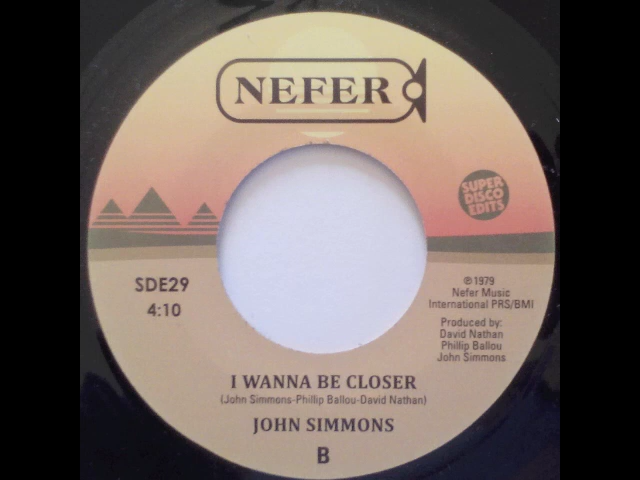 NEFER
SUPER
DISCO
EDITS
SDE29
4:10
℗1979
Nefer Music
International PRS/BMI
Produced by:
David Nathan
Phillip Ballou
John Simmons
I WANNA BE CLOSER
(John Simmons-Phillip Ballou-David Nathan)
JOHN SIMMONS
B